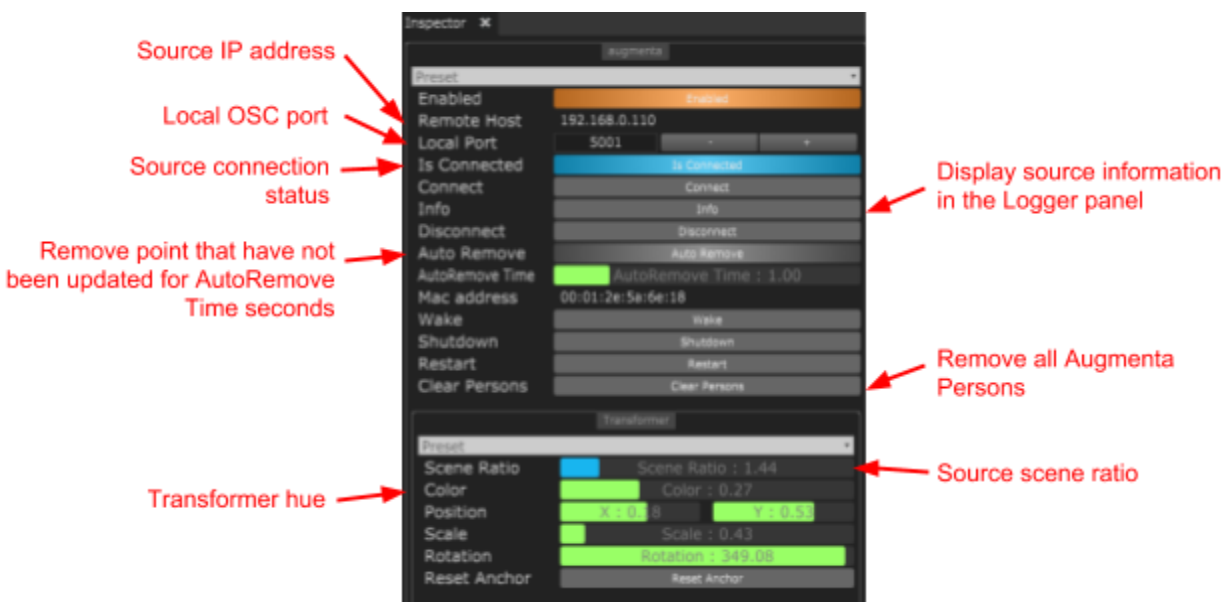 Inspector ✖
augmenta
Preset
Enabled Enabled
Remote Host 192.168.0.110
Local Port 5001 - +
Is Connected Is Connected
Connect Connect
Info Info
Disconnect Disconnect
Auto Remove Auto Remove
AutoRemove Time AutoRemove Time : 1.00
Mac address 00:01:2e:5a:6e:18
Wake Wake
Shutdown Shutdown
Restart Restart
Clear Persons Clear Persons
Transformer
Preset
Scene Ratio Scene Ratio : 1.44
Color Color : 0.27
Position X : 0.18 Y : 0.53
Scale Scale : 0.43
Rotation Rotation : 349.08
Reset Anchor Reset Anchor
Source IP address
Local OSC port
Source connection
status
Remove point that have not
been updated for AutoRemove
Time seconds
Transformer hue
Display source information
in the Logger panel
Remove all Augmenta
Persons
Source scene ratio